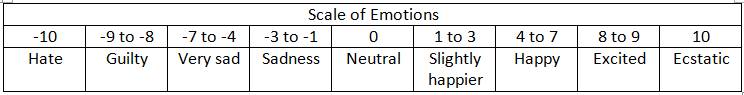 Scale of Emotions
-10 -9 to -8 -7 to -4 -3 to -1 0 1 to 3 4 to 7 8 to 9 10
Hate Guilty Very sad Sadness Neutral Slightly happier Happy Excited Ecstatic